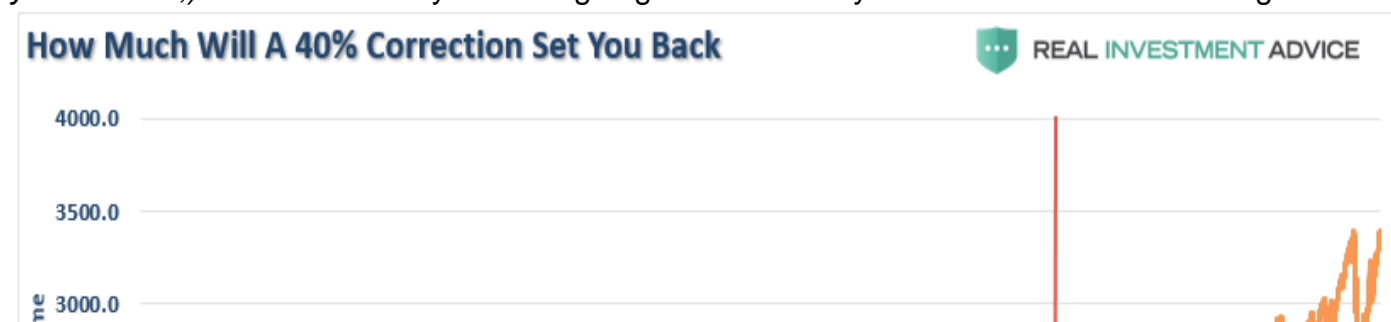 How Much Will A 40% Correction Set You Back
REAL INVESTMENT ADVICE
4000.0
3500.0
3000.0